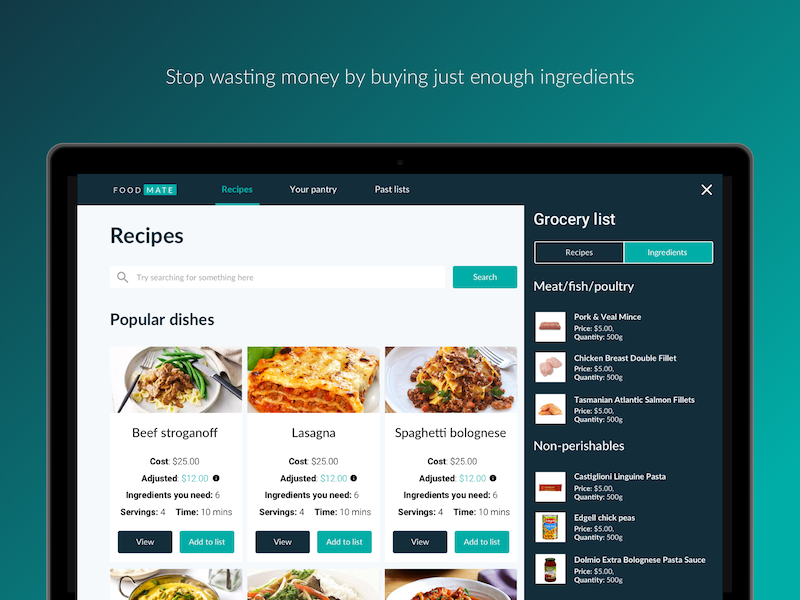 Stop wasting money by buying just enough ingredients
FOOD MATE
Recipes
Your pantry
Past lists
Recipes
Try searching for something here
Search
Popular dishes
Beef stroganoff
Cost: $25.00
Adjusted: $12.00
Ingredients you need: 6
Servings: 4 Time: 10 mins
View
Add to list
Lasagna
Cost: $25.00
Adjusted: $12.00
Ingredients you need: 6
Servings: 4 Time: 10 mins
View
Add to list
Spaghetti bolognese
Cost: $25.00
Adjusted: $12.00
Ingredients you need: 6
Servings: 4 Time: 10 mins
View
Add to list
Grocery list
Recipes
Ingredients
Meat/fish/poultry
Pork & Veal Mince
Price: $5.00,
Quantity: 500g
Chicken Breast Double Fillet
Price: $5.00,
Quantity: 500g
Tasmanian Atlantic Salmon Fillets
Price: $5.00,
Quantity: 500g
Non-perishables
Castiglioni Linguine Pasta
Price: $5.00,
Quantity: 500g
Edgell chick peas
Price: $5.00,
Quantity: 500g
Dolmio Extra Bolognese Pasta Sauce
Price: $5.00,
Quantity: 500g